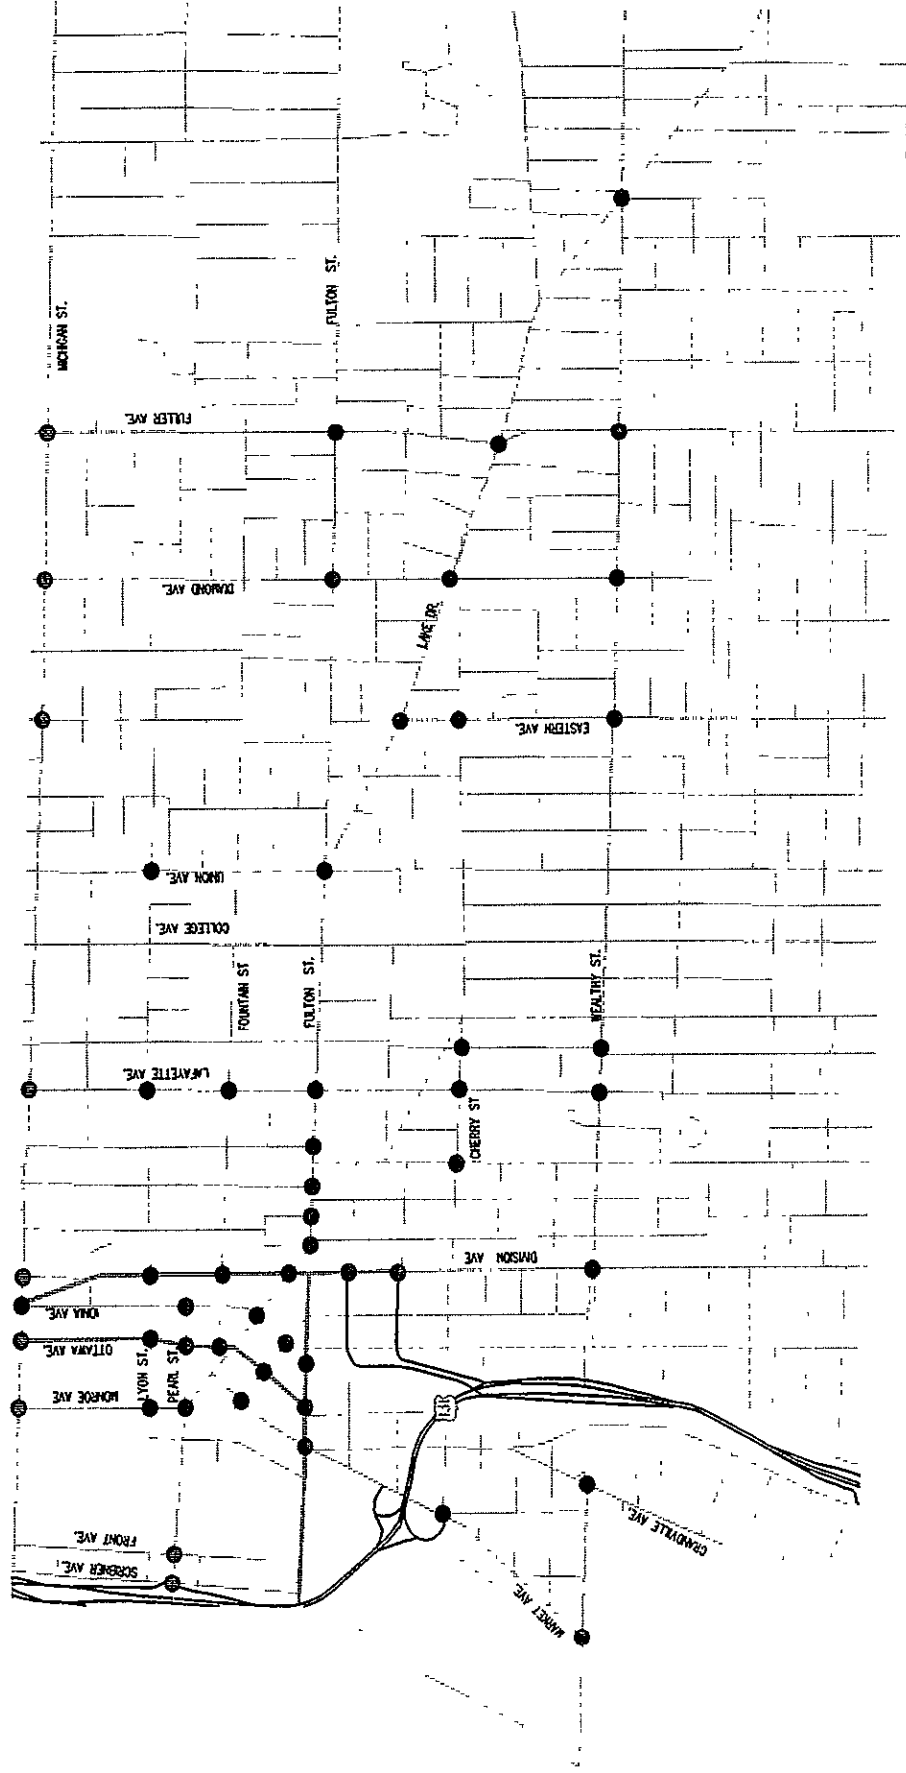 MICHIGAN ST.
FULTON ST.
FULLER AVE.
DIAMOND AVE.
LAKE DR.
EASTERN AVE.
UNION AVE.
COLLEGE AVE.
FOUNTAIN ST
FULTON ST.
WEALTHY ST.
LAFAYETTE AVE.
CHERRY ST
DIVISION AVE
IONIA AVE.
OTTAWA AVE.
LYON ST.
PEARL ST
MONROE AVE
131
FRONT AVE.
SCRIBNER AVE.
GRANDVILLE AVE.
MARKET AVE.